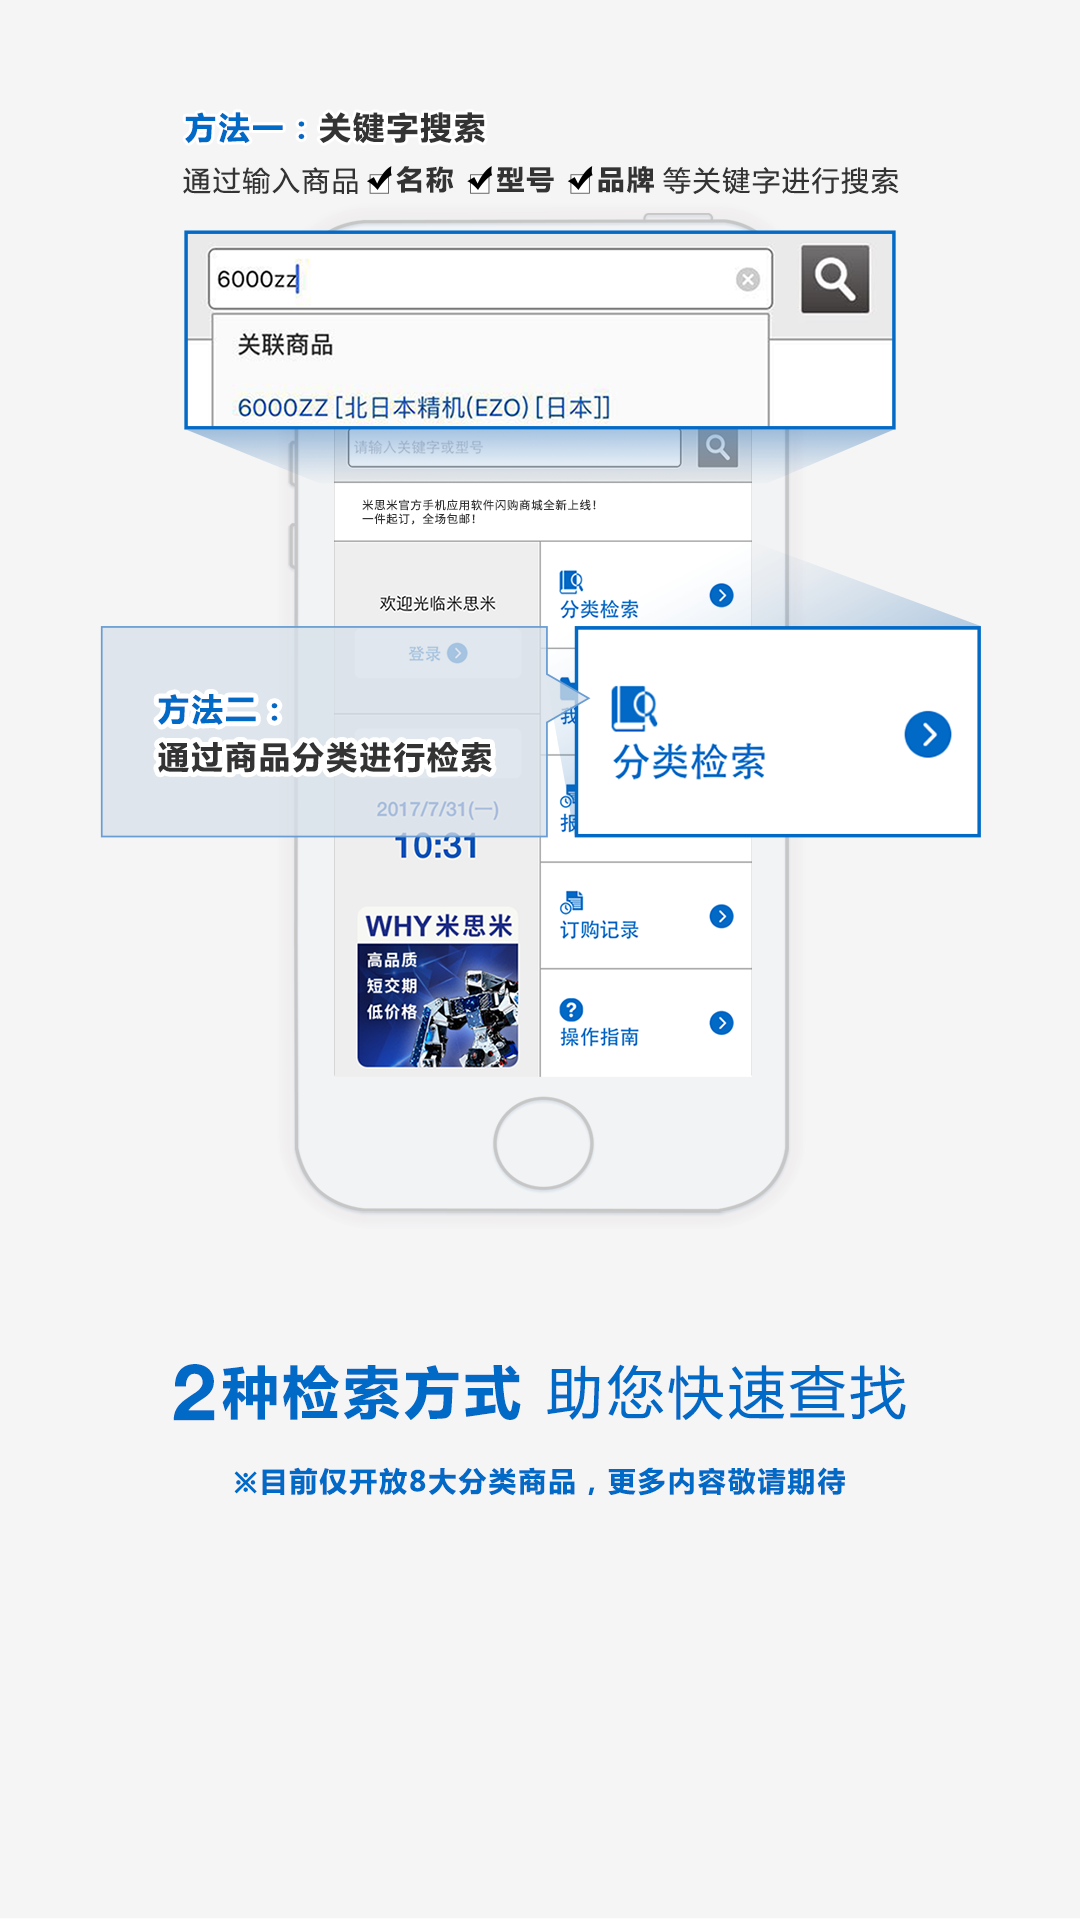 方法一：关键字搜索
通过输入商品 名称 型号 品牌 等关键字进行搜索
6000zz
关联商品
6000ZZ [北日本精机(EZO) [日本]]
请输入关键字或型号
米思米官方手机应用软件闪购商城全新上线！
一件起订，全场包邮！
欢迎光临米思米
登录
分类检索
我
报
方法二：
通过商品分类进行检索
分类检索
2017/7/31(一)
10:31
WHY米思米
高品质
短交期
低价格
订购记录
操作指南
2种检索方式 助您快速查找
※目前仅开放8大分类商品，更多内容敬请期待